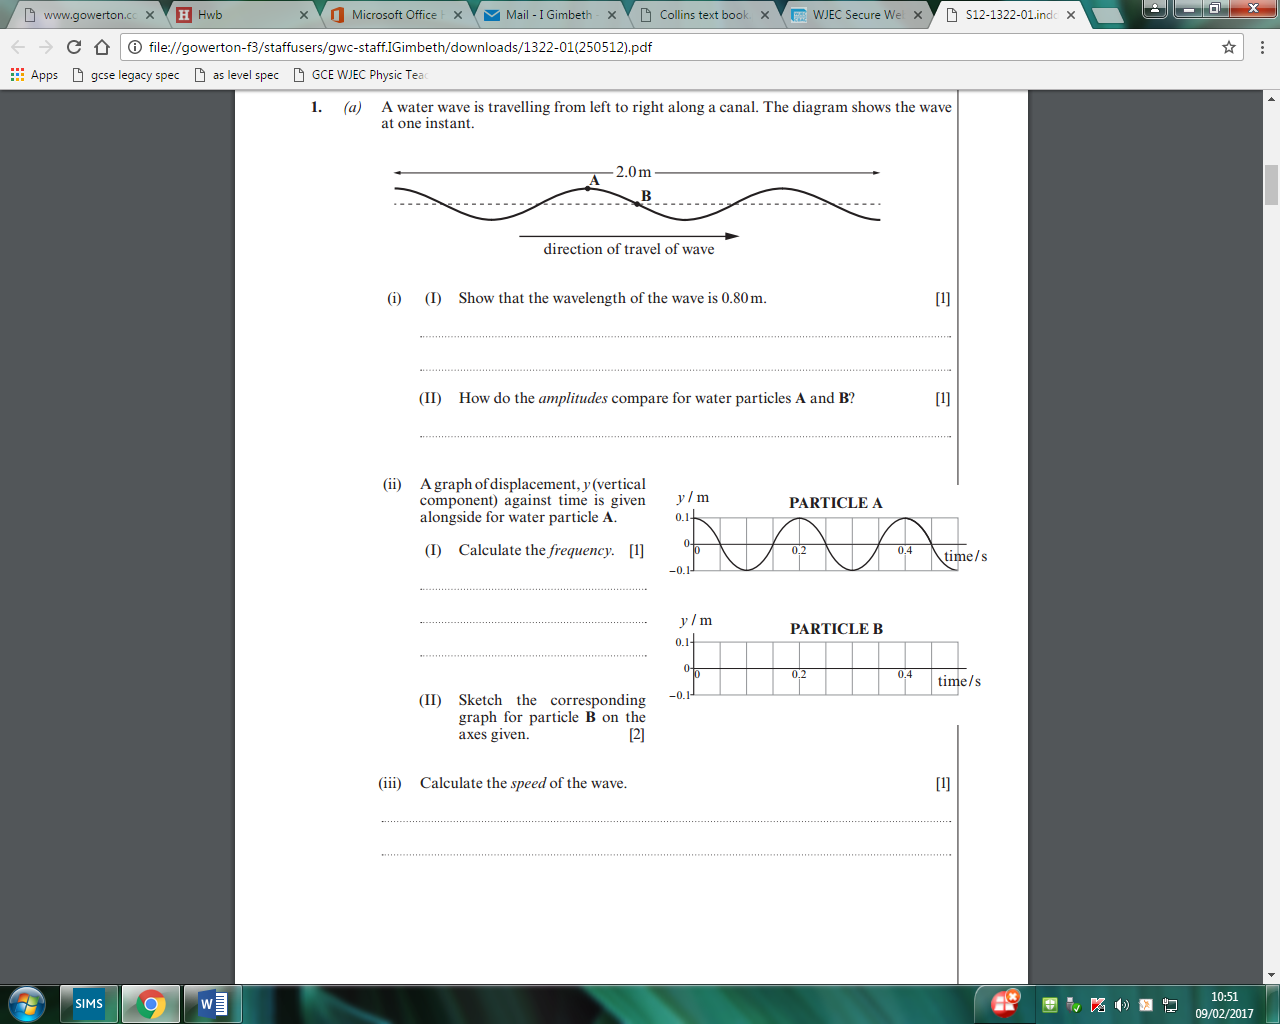 www.gowerton.co
Hwb
Microsoft Office
Mail - I Gimbeth -
Collins text book
WJEC Secure We
S12-1322-01.indd
file://gowerton-f3/staffusers/gwc-staff.IGimbeth/downloads/1322-01(250512).pdf
Apps
gcse legacy spec
as level spec
GCE WJEC Physic Tea
1. (a) A water wave is travelling from left to right along a canal. The diagram shows the wave
at one instant.
2.0 m
A
B
direction of travel of wave
(i) (I) Show that the wavelength of the wave is 0.80 m. [1]
(II) How do the amplitudes compare for water particles A and B? [1]
(ii) A graph of displacement, y (vertical
component) against time is given
alongside for water particle A.
(I) Calculate the frequency. [1]
y / m
PARTICLE A
0.1
0
0
0.2
0.4
time / s
−0.1
y / m
PARTICLE B
0.1
0
0
0.2
0.4
time / s
−0.1
(II) Sketch the corresponding
graph for particle B on the
axes given. [2]
(iii) Calculate the speed of the wave. [1]
SIMS
W
10:51
09/02/2017